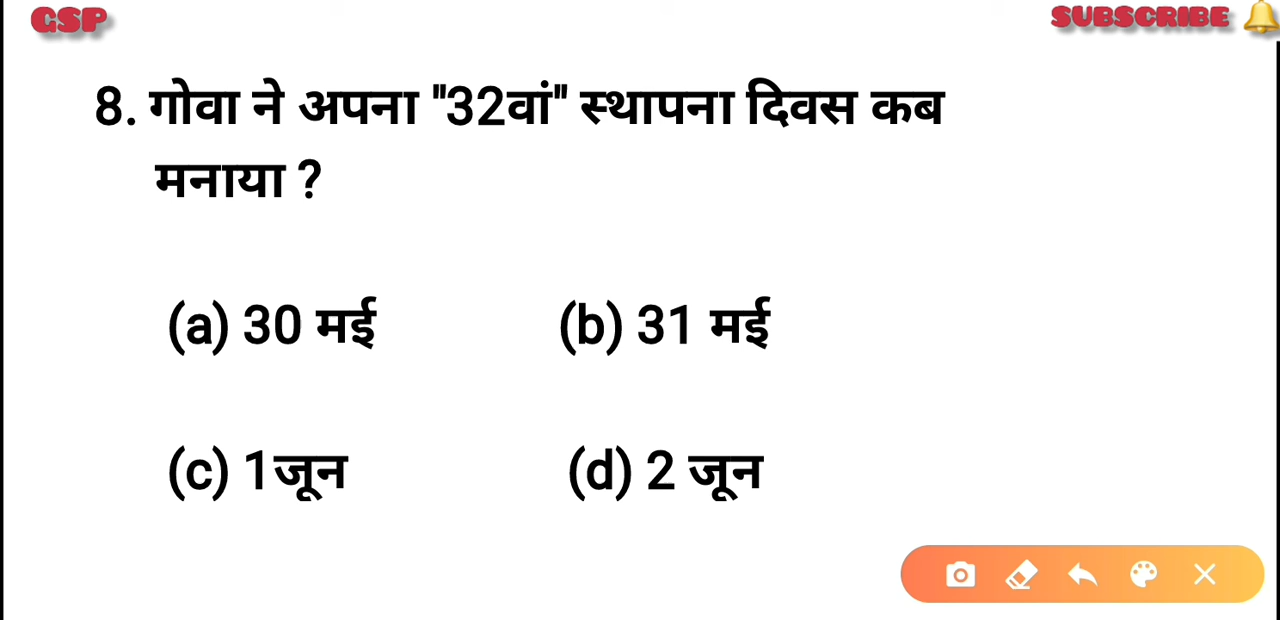 GSP
SUBSCRIBE
8. गोवा ने अपना "32वां" स्थापना दिवस कब
मनाया ?
(a) 30 मई
(b) 31 मई
(c) 1जून
(d) 2 जून